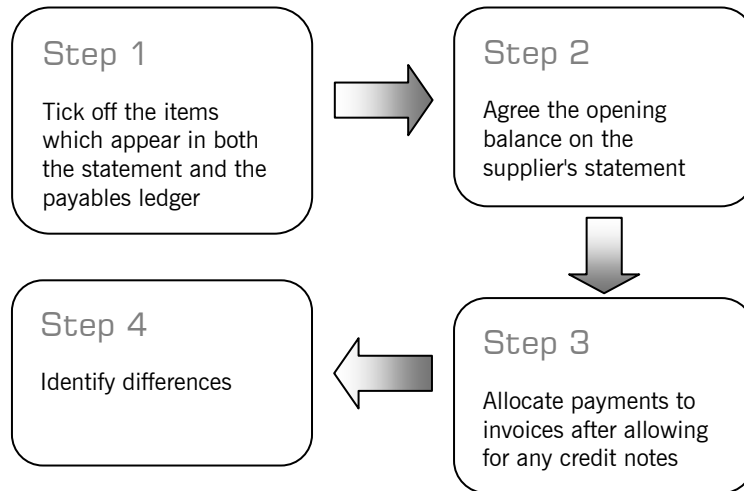 Step 1
Tick off the items
which appear in both
the statement and the
payables ledger
Step 2
Agree the opening
balance on the
supplier's statement
Step 3
Allocate payments to
invoices after allowing
for any credit notes
Step 4
Identify differences